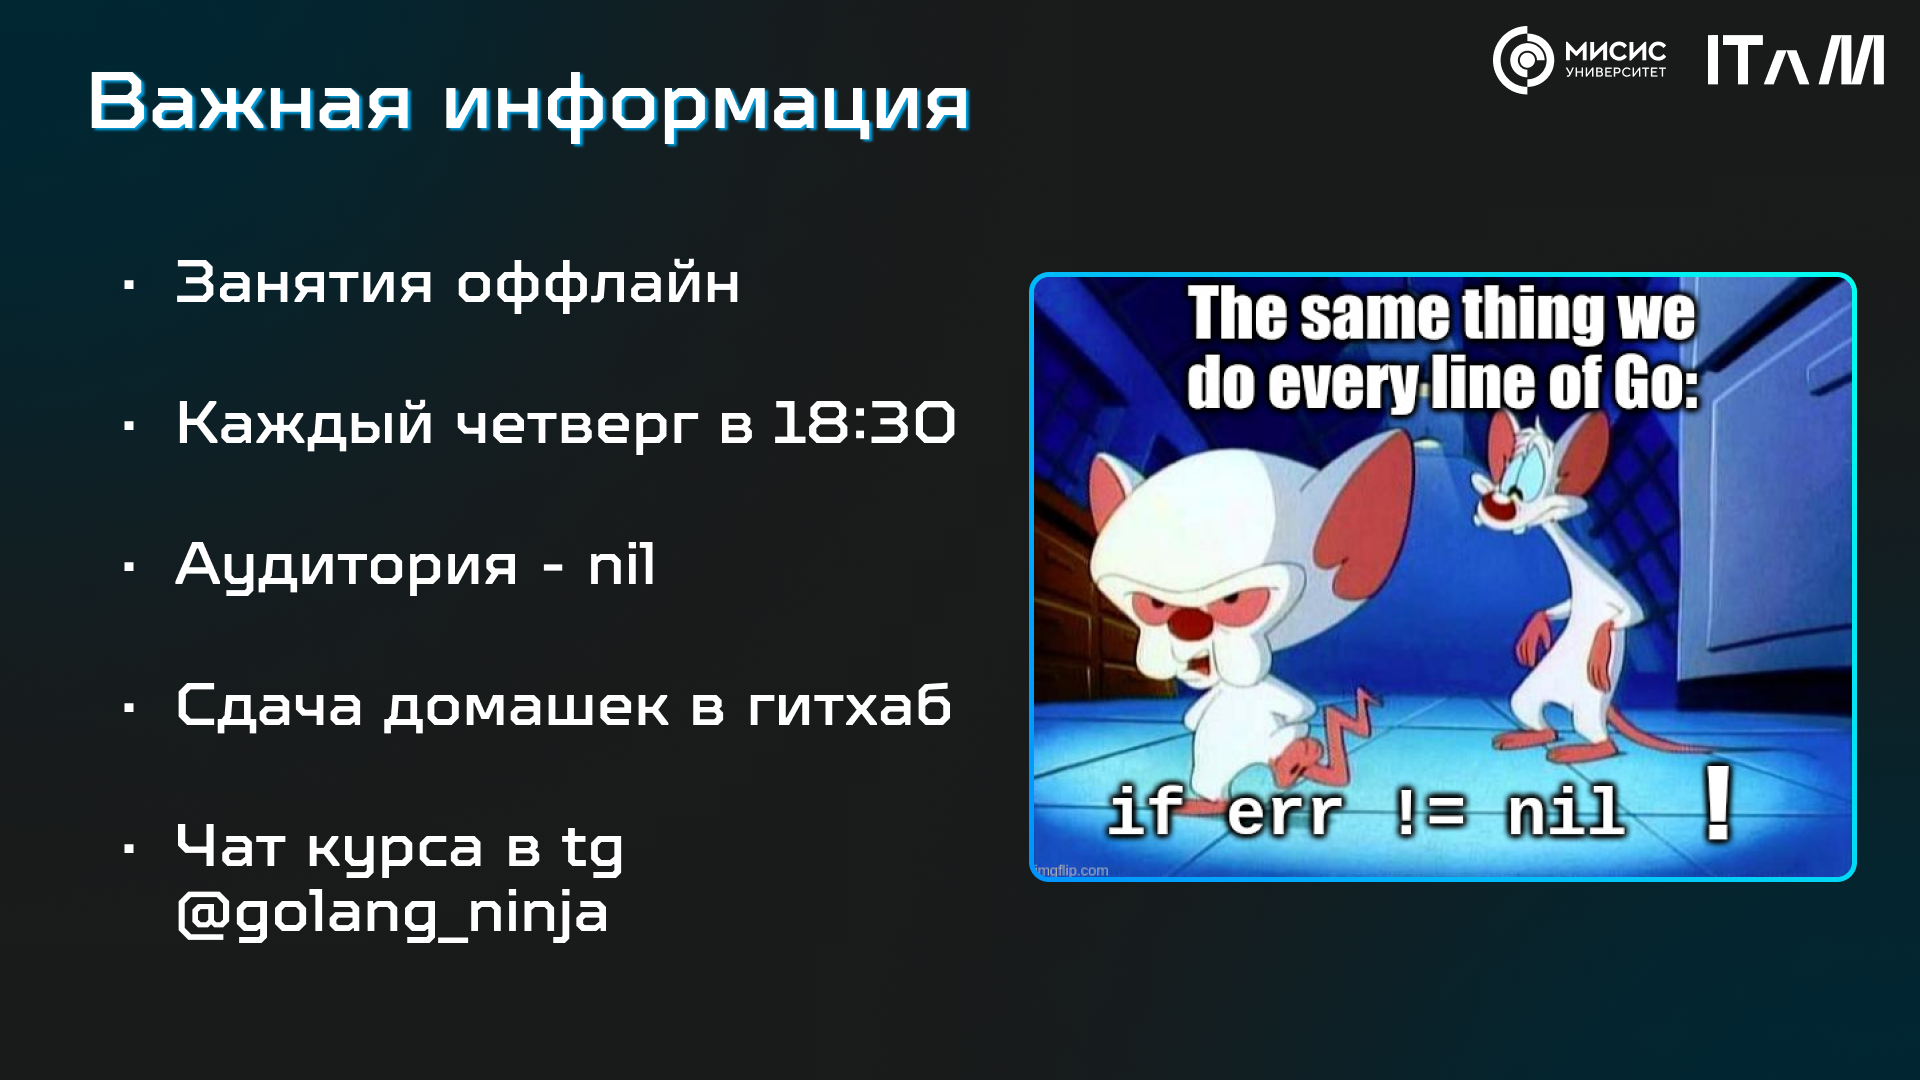 МИСИС
УНИВЕРСИТЕТ
ITAM
Важная информация
· Занятия оффлайн
· Каждый четверг в 18:30
· Аудитория - nil
· Сдача домашек в гитхаб
· Чат курса в tg
@golang_ninja
The same thing we
do every line of Go:
if err != nil !
imgflip.com